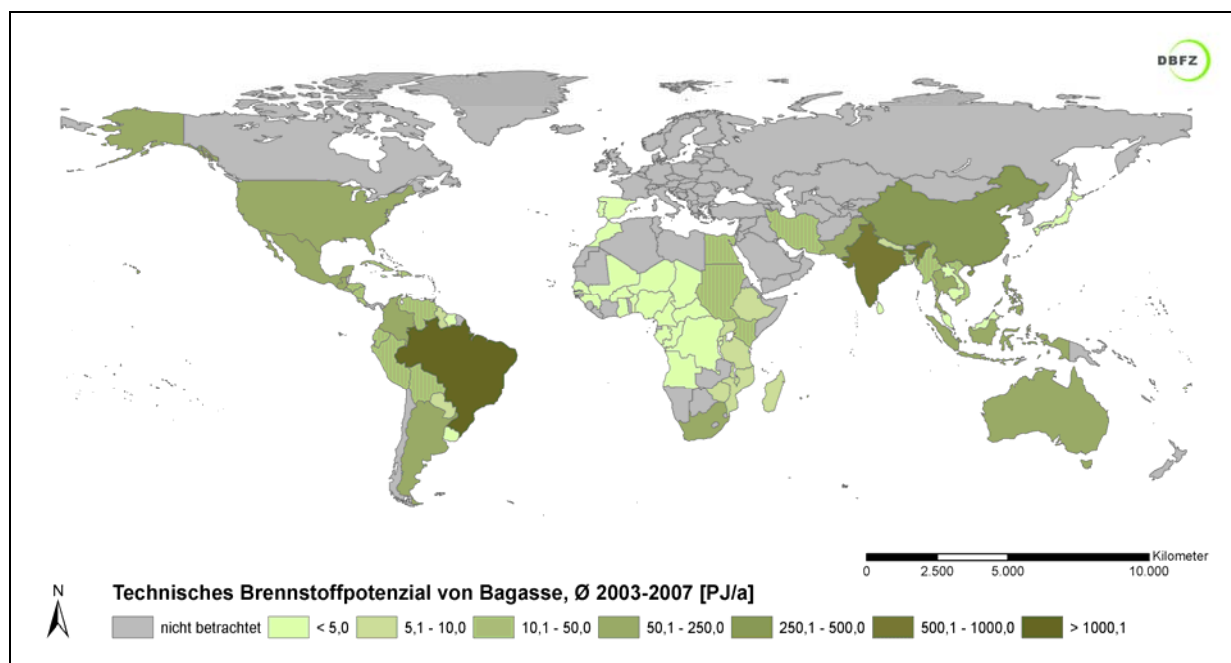 DBFZ
Kilometer
0 2.500 5.000 10.000
N
Technisches Brennstoffpotenzial von Bagasse, Ø 2003-2007 [PJ/a]
nicht betrachtet < 5,0 5,1 - 10,0 10,1 - 50,0 50,1 - 250,0 250,1 - 500,0 500,1 - 1000,0 > 1000,1